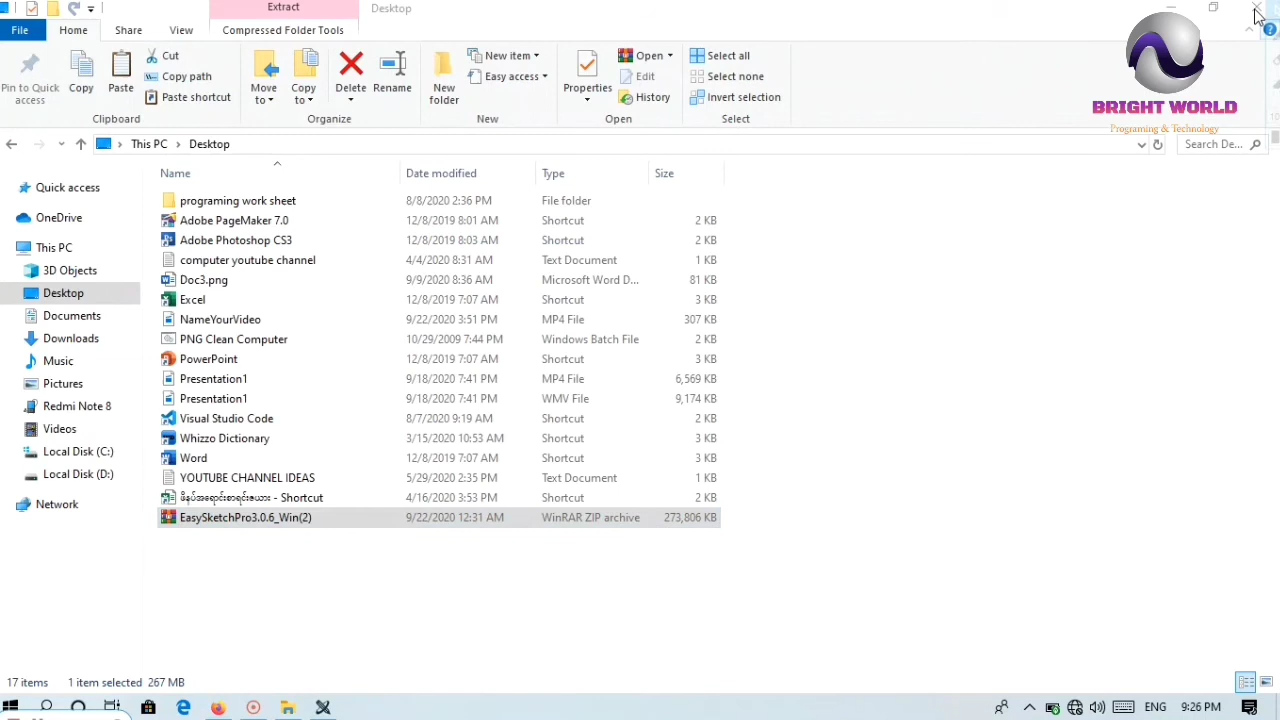 Extract
Desktop
File
Home
Share
View
Compressed Folder Tools
Pin to Quick access
Copy
Paste
Cut
Copy path
Paste shortcut
Clipboard
Move to
Copy to
Delete
Rename
Organize
New folder
New item
Easy access
New
Properties
Open
Edit
History
Open
Select all
Select none
Invert selection
Select
BRIGHT WORLD
Programing & Technology
This PC > Desktop
Search De...
Name Date modified Type Size
programing work sheet 8/8/2020 2:36 PM File folder
Adobe PageMaker 7.0 12/8/2019 8:01 AM Shortcut 2 KB
Adobe Photoshop CS3 12/8/2019 8:03 AM Shortcut 2 KB
computer youtube channel 4/4/2020 8:31 AM Text Document 1 KB
Doc3.png 9/9/2020 8:36 AM Microsoft Word D... 81 KB
Excel 12/8/2019 7:07 AM Shortcut 3 KB
NameYourVideo 9/22/2020 3:51 PM MP4 File 307 KB
PNG Clean Computer 10/29/2009 7:44 PM Windows Batch File 2 KB
PowerPoint 12/8/2019 7:07 AM Shortcut 3 KB
Presentation1 9/18/2020 7:41 PM MP4 File 6,569 KB
Presentation1 9/18/2020 7:41 PM WMV File 9,174 KB
Visual Studio Code 8/7/2020 9:19 AM Shortcut 2 KB
Whizzo Dictionary 3/15/2020 10:53 AM Shortcut 3 KB
Word 12/8/2019 7:07 AM Shortcut 3 KB
YOUTUBE CHANNEL IDEAS 5/29/2020 2:35 PM Text Document 1 KB
- Shortcut 4/16/2020 3:53 PM Shortcut 2 KB
EasySketchPro3.0.6_Win(2) 9/22/2020 12:31 AM WinRAR ZIP archive 273,806 KB
Quick access
OneDrive
This PC
3D Objects
Desktop
Documents
Downloads
Music
Pictures
Redmi Note 8
Videos
Local Disk (C:)
Local Disk (D:)
Network
17 items 1 item selected 267 MB
ENG 9:26 PM